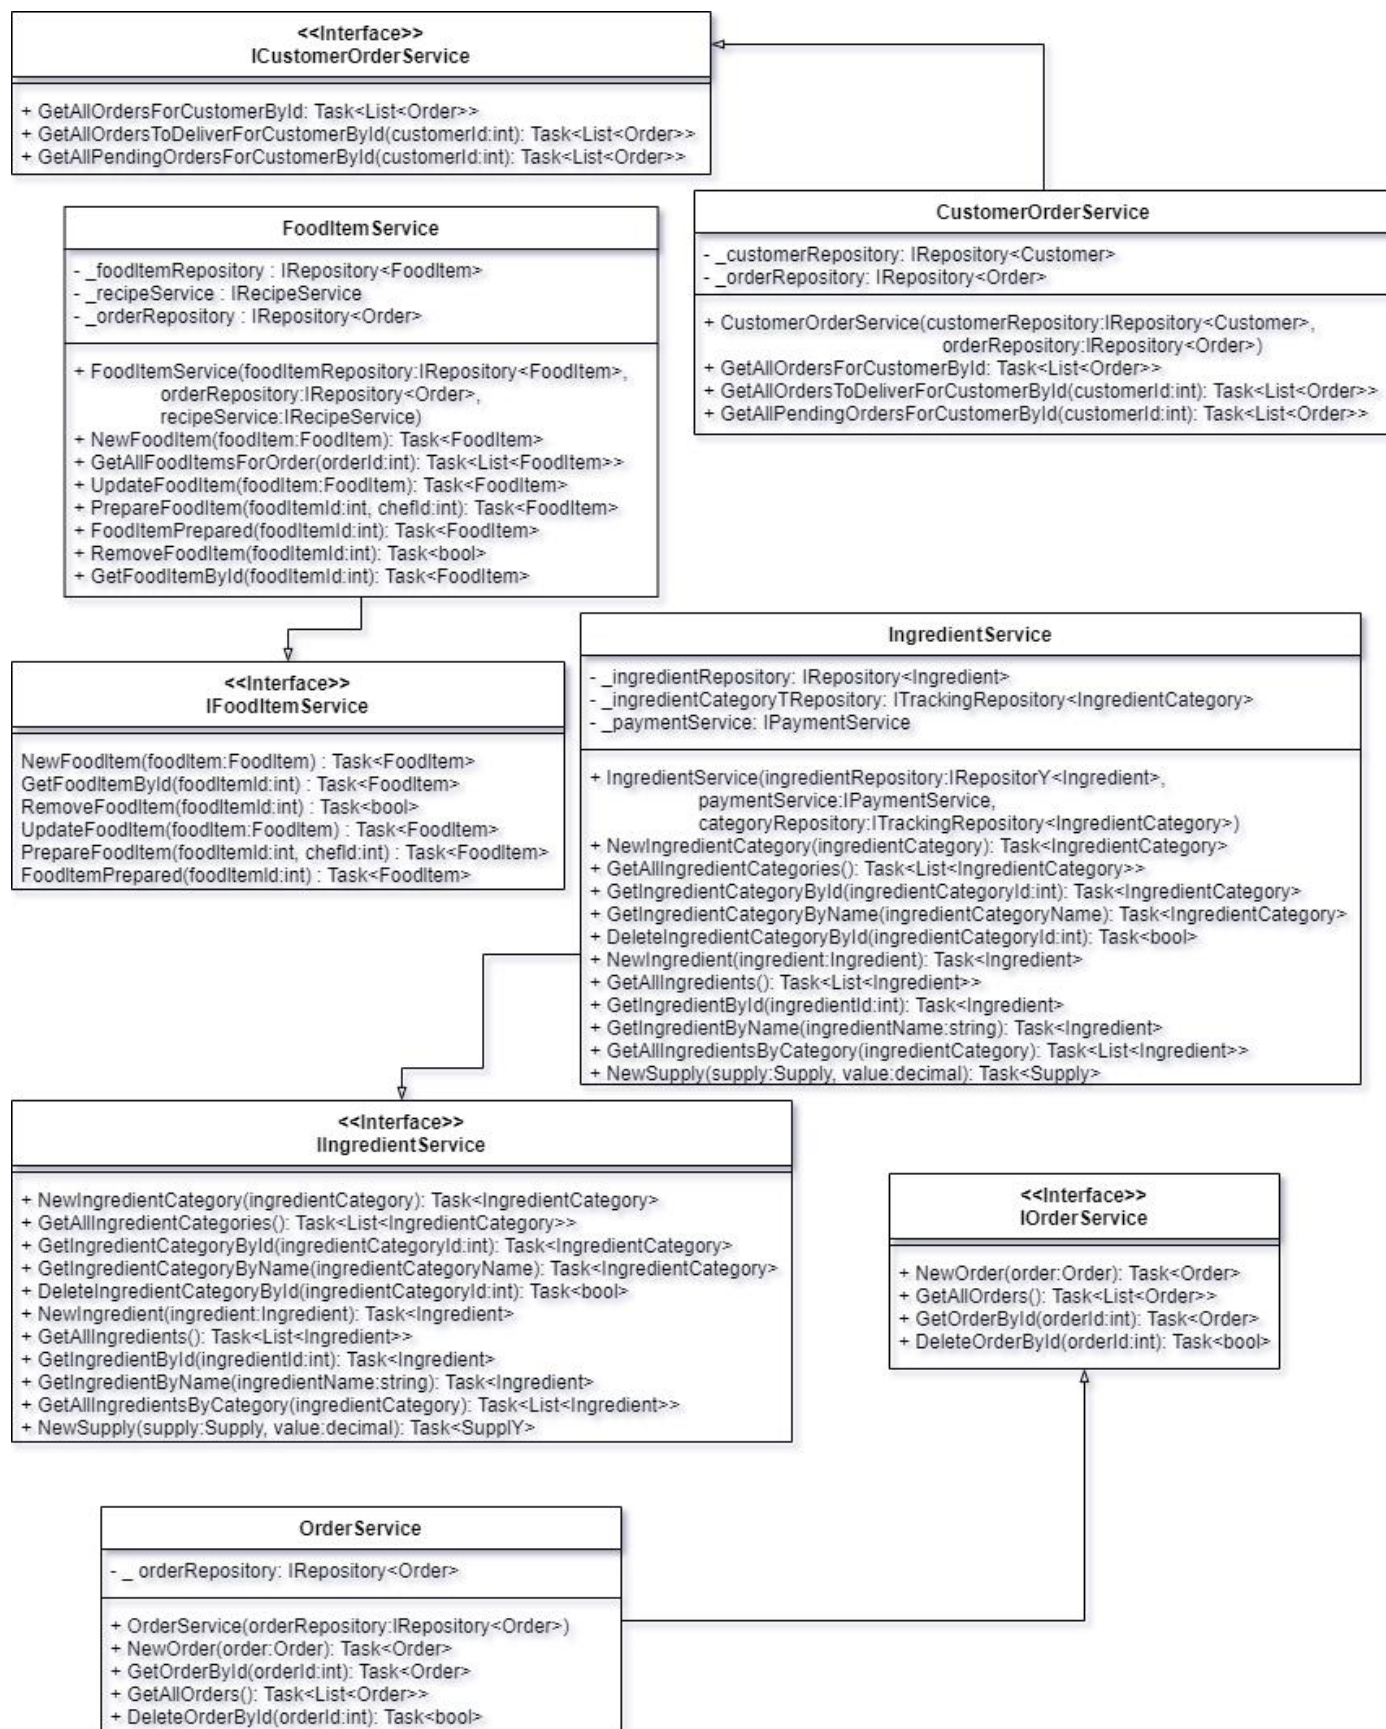 <<Interface>>
ICustomerOrderService
+ GetAllOrdersForCustomerById: Task<List<Order>>
+ GetAllOrdersToDeliverForCustomerById(customerId:int): Task<List<Order>>
+ GetAllPendingOrdersForCustomerById(customerId:int): Task<List<Order>>
CustomerOrderService
- _customerRepository: IRepository<Customer>
- _orderRepository: IRepository<Order>
+ CustomerOrderService(customerRepository:IRepository<Customer>,
orderRepository:IRepository<Order>)
+ GetAllOrdersForCustomerById: Task<List<Order>>
+ GetAllOrdersToDeliverForCustomerById(customerId:int): Task<List<Order>>
+ GetAllPendingOrdersForCustomerById(customerId:int): Task<List<Order>>
FoodItemService
- _foodItemRepository : IRepository<FoodItem>
- _recipeService : IRecipeService
- _orderRepository : IRepository<Order>
+ FoodItemService(foodItemRepository:IRepository<FoodItem>,
orderRepository:IRepository<Order>,
recipeService:IRecipeService)
+ NewFoodItem(foodItem:FoodItem): Task<FoodItem>
+ GetAllFoodItemsForOrder(orderId:int): Task<List<FoodItem>>
+ UpdateFoodItem(foodItem:FoodItem): Task<FoodItem>
+ PrepareFoodItem(foodItemId:int, chefId:int): Task<FoodItem>
+ FoodItemPrepared(foodItemId:int): Task<FoodItem>
+ RemoveFoodItem(foodItemId:int): Task<bool>
+ GetFoodItemById(foodItemId:int): Task<FoodItem>
<<Interface>>
IFoodItemService
NewFoodItem(foodItem:FoodItem) : Task<FoodItem>
GetFoodItemById(foodItemId:int) : Task<FoodItem>
RemoveFoodItem(foodItemId:int) : Task<bool>
UpdateFoodItem(foodItem:FoodItem) : Task<FoodItem>
PrepareFoodItem(foodItemId:int, chefId:int) : Task<FoodItem>
FoodItemPrepared(foodItemId:int) : Task<FoodItem>
IngredientService
- _ingredientRepository: IRepository<Ingredient>
- _ingredientCategoryTRepository: ITrackingRepository<IngredientCategory>
- _paymentService: IPaymentService
+ IngredientService(ingredientRepository:IRepositorY<Ingredient>,
paymentService:IPaymentService,
categoryRepository:ITrackingRepository<IngredientCategory>)
+ NewIngredientCategory(ingredientCategory): Task<IngredientCategory>
+ GetAllIngredientCategories(): Task<List<IngredientCategory>>
+ GetIngredientCategoryById(ingredientCategoryId:int): Task<IngredientCategory>
+ GetIngredientCategoryByName(ingredientCategoryName): Task<IngredientCategory>
+ DeleteIngredientCategoryById(ingredientCategoryId:int): Task<bool>
+ NewIngredient(ingredient:Ingredient): Task<Ingredient>
+ GetAllIngredients(): Task<List<Ingredient>>
+ GetIngredientById(ingredientId:int): Task<Ingredient>
+ GetIngredientByName(ingredientName:string): Task<Ingredient>
+ GetAllIngredientsByCategory(ingredientCategory): Task<List<Ingredient>>
+ NewSupply(supply:Supply, value:decimal): Task<Supply>
<<Interface>>
IIngredientService
+ NewIngredientCategory(ingredientCategory): Task<IngredientCategory>
+ GetAllIngredientCategories(): Task<List<IngredientCategory>>
+ GetIngredientCategoryById(ingredientCategoryId:int): Task<IngredientCategory>
+ GetIngredientCategoryByName(ingredientCategoryName): Task<IngredientCategory>
+ DeleteIngredientCategoryById(ingredientCategoryId:int): Task<bool>
+ NewIngredient(ingredient:Ingredient): Task<Ingredient>
+ GetAllIngredients(): Task<List<Ingredient>>
+ GetIngredientById(ingredientId:int): Task<Ingredient>
+ GetIngredientByName(ingredientName:string): Task<Ingredient>
+ GetAllIngredientsByCategory(ingredientCategory): Task<List<Ingredient>>
+ NewSupply(supply:Supply, value:decimal): Task<SupplY>
<<Interface>>
IOrderService
+ NewOrder(order:Order): Task<Order>
+ GetAllOrders(): Task<List<Order>>
+ GetOrderById(orderId:int): Task<Order>
+ DeleteOrderById(orderId:int): Task<bool>
OrderService
- _ orderRepository: IRepository<Order>
+ OrderService(orderRepository:IRepository<Order>)
+ NewOrder(order:Order): Task<Order>
+ GetOrderById(orderId:int): Task<Order>
+ GetAllOrders(): Task<List<Order>>
+ DeleteOrderById(orderId:int): Task<bool>